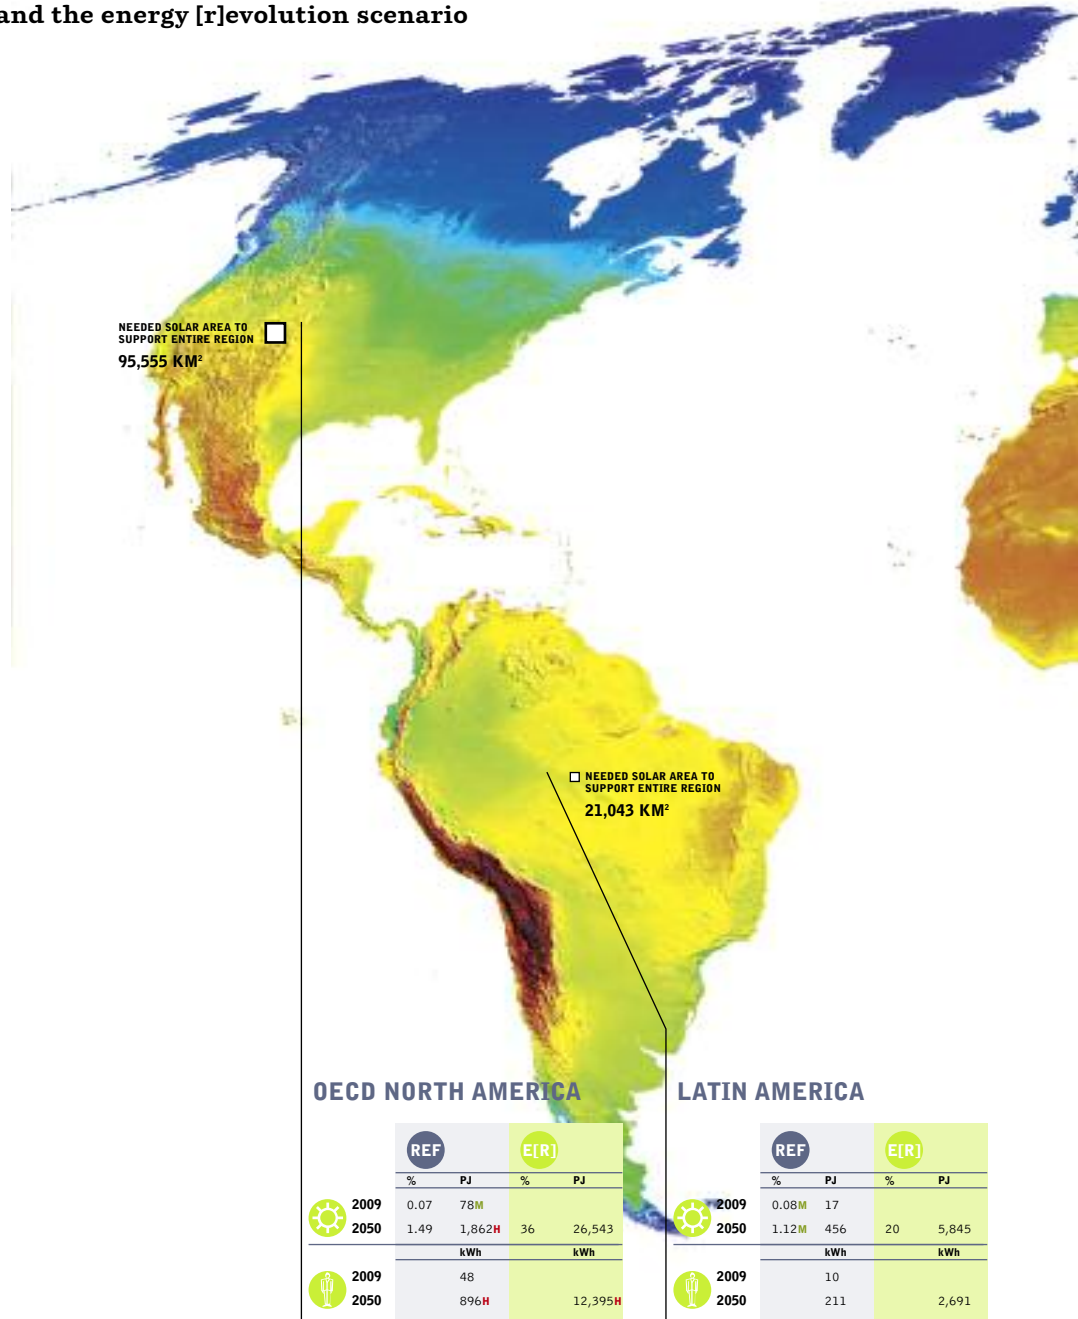 and the energy [r]evolution scenario
NEEDED SOLAR AREA TO
SUPPORT ENTIRE REGION
95,555 KM²
NEEDED SOLAR AREA TO
SUPPORT ENTIRE REGION
21,043 KM²
OECD NORTH AMERICA
REF E[R]
% PJ % PJ
2009 0.07 78M
2050 1.49 1,862H 36 26,543
kWh kWh
2009 48
2050 896H 12,395H
LATIN AMERICA
REF E[R]
% PJ % PJ
2009 0.08M 17
2050 1.12M 456 20 5,845
kWh kWh
2009 10
2050 211 2,691